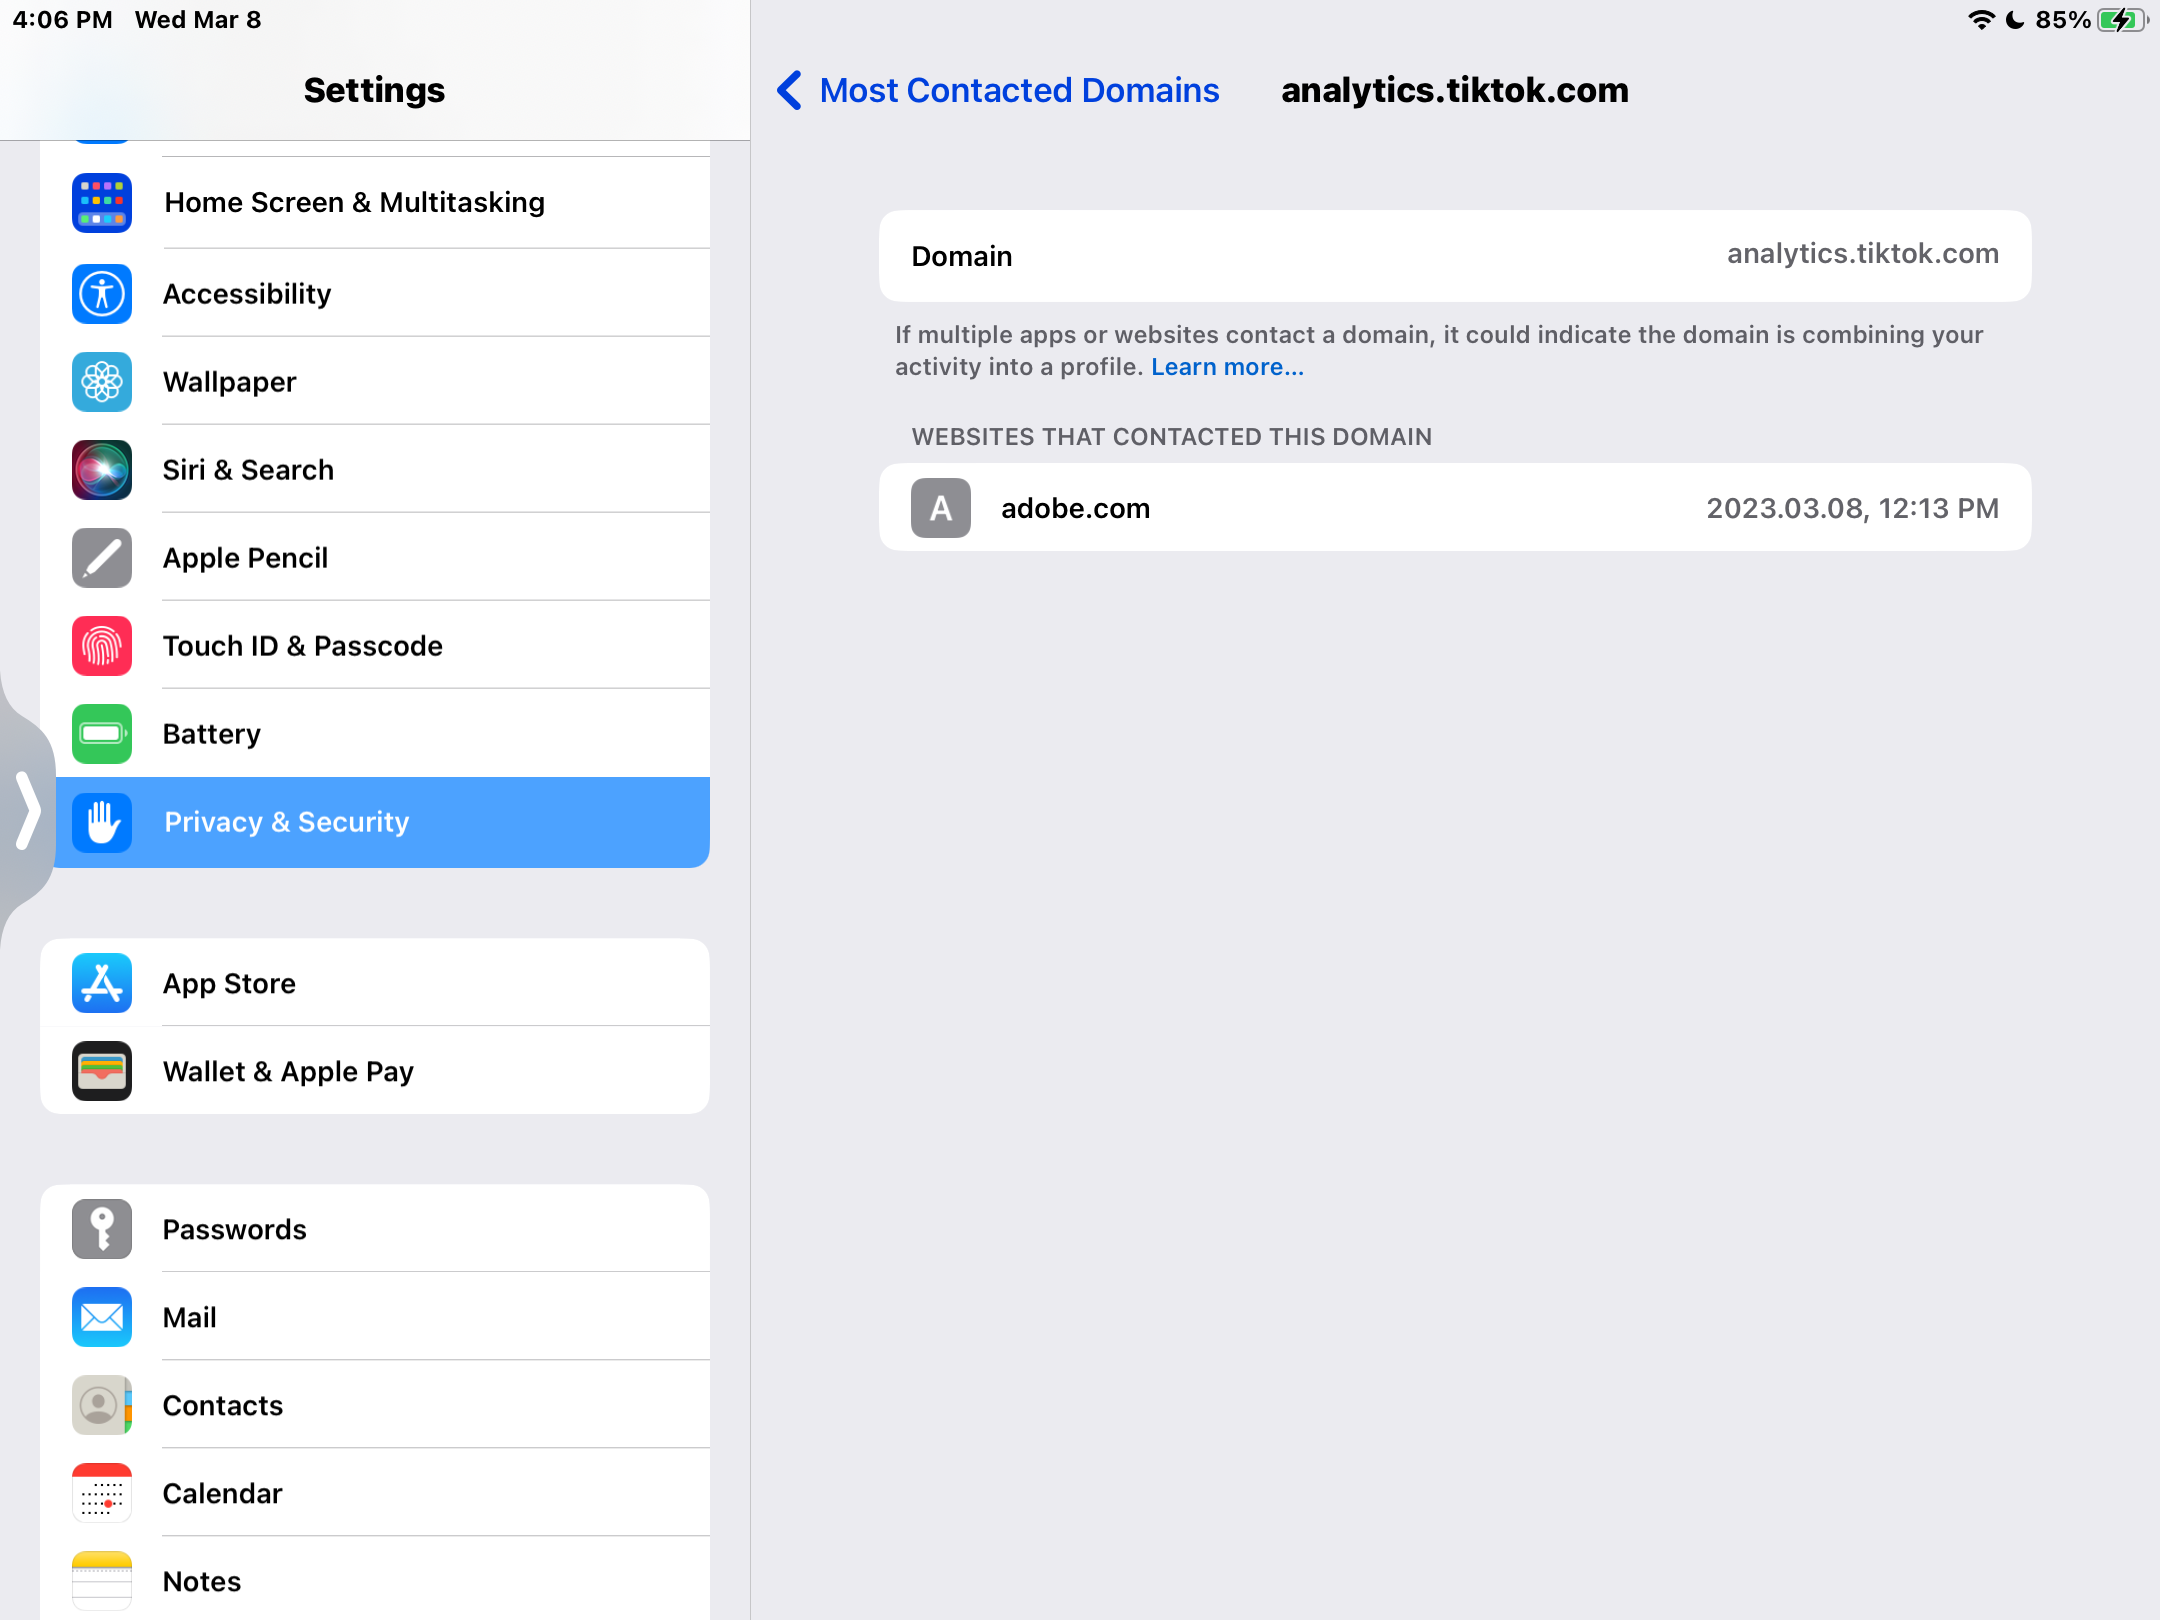 4:06 PM Wed Mar 8
85%
Settings
Home Screen & Multitasking
Accessibility
Wallpaper
Siri & Search
Apple Pencil
Touch ID & Passcode
Battery
Privacy & Security
App Store
Wallet & Apple Pay
Passwords
Mail
Contacts
Calendar
Notes
Most Contacted Domains analytics.tiktok.com
Domain analytics.tiktok.com
If multiple apps or websites contact a domain, it could indicate the domain is combining your
activity into a profile. Learn more...
WEBSITES THAT CONTACTED THIS DOMAIN
A adobe.com 2023.03.08, 12:13 PM